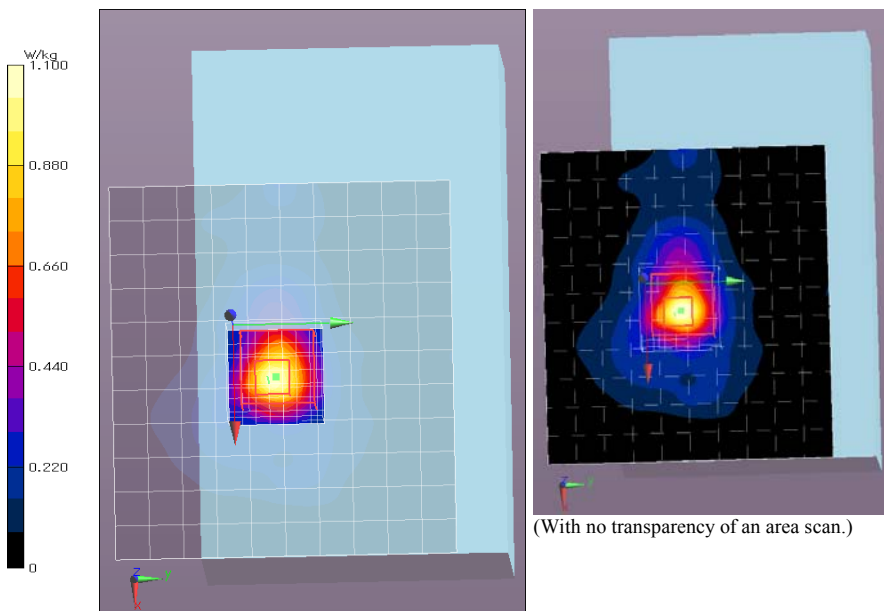 W/kg
1.100
0.880
0.660
0.440
0.220
0
z
y
x
z
y
x
(With no transparency of an area scan.)